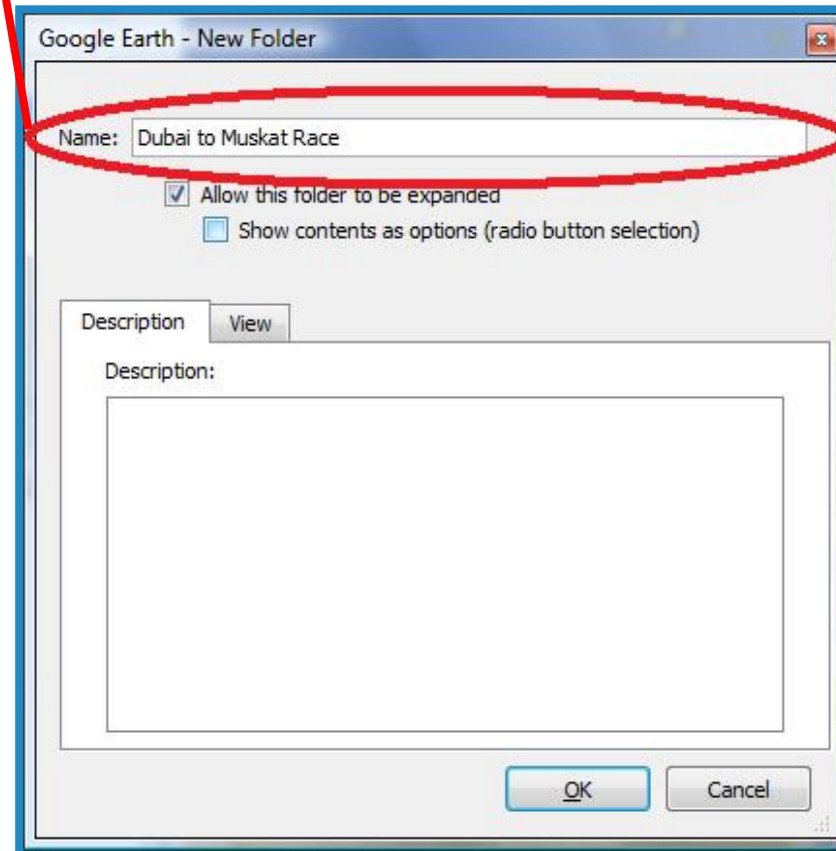 Google Earth - New Folder
Name: Dubai to Muskat Race
Allow this folder to be expanded
Show contents as options (radio button selection)
Description View
Description:
OK Cancel